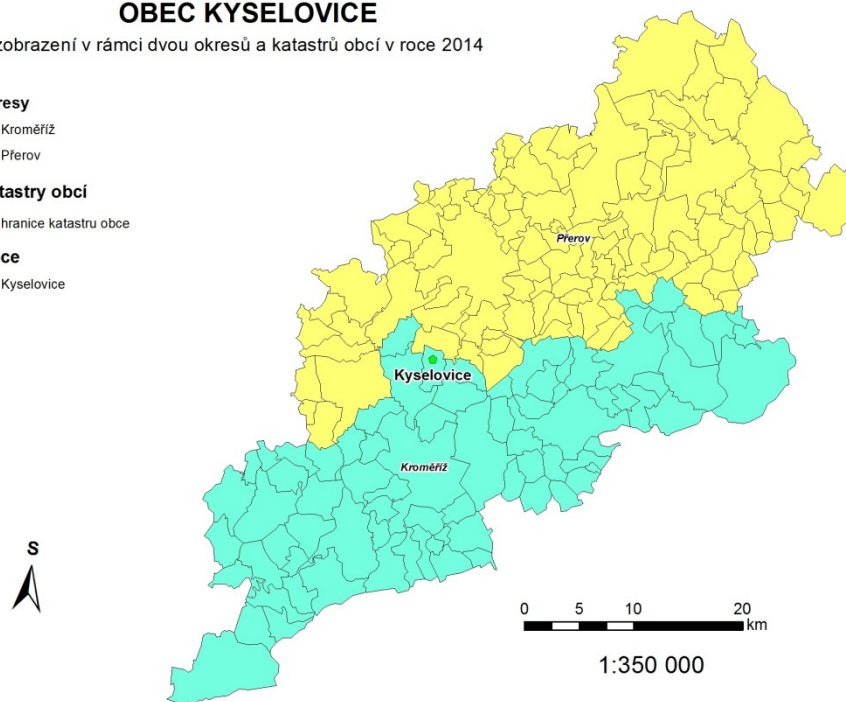 OBEC KYSELOVICE
zobrazení v rámci dvou okresů a katastrů obcí v roce 2014
resy
Kroměříž
Přerov
tastry obcí
hranice katastru obce
ce
Kyselovice
Přerov
Kyselovice
Kroměříž
S
0 5 10 20
km
1:350 000